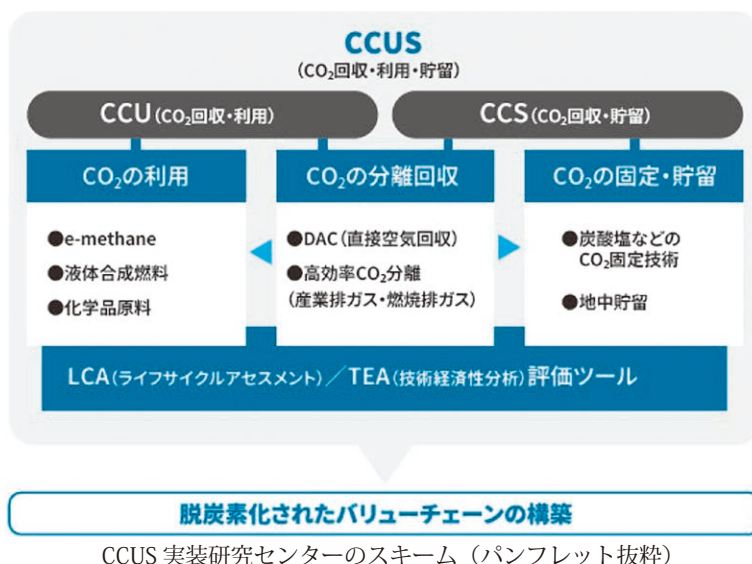 CCUS
(CO₂回収・利用・貯留)
CCU(CO₂回収・利用)
CCS(CO₂回収・貯留)
CO₂の利用
●e-methane
●液体合成燃料
●化学品原料
CO₂の分離回収
●DAC(直接空気回収)
●高効率CO₂分離
(産業排ガス・燃焼排ガス)
CO₂の固定・貯留
●炭酸塩などの
CO₂固定技術
●地中貯留
LCA(ライフサイクルアセスメント)／TEA(技術経済性分析)評価ツール
脱炭素化されたバリューチェーンの構築
CCUS 実装研究センターのスキーム（パンフレット抜粋）